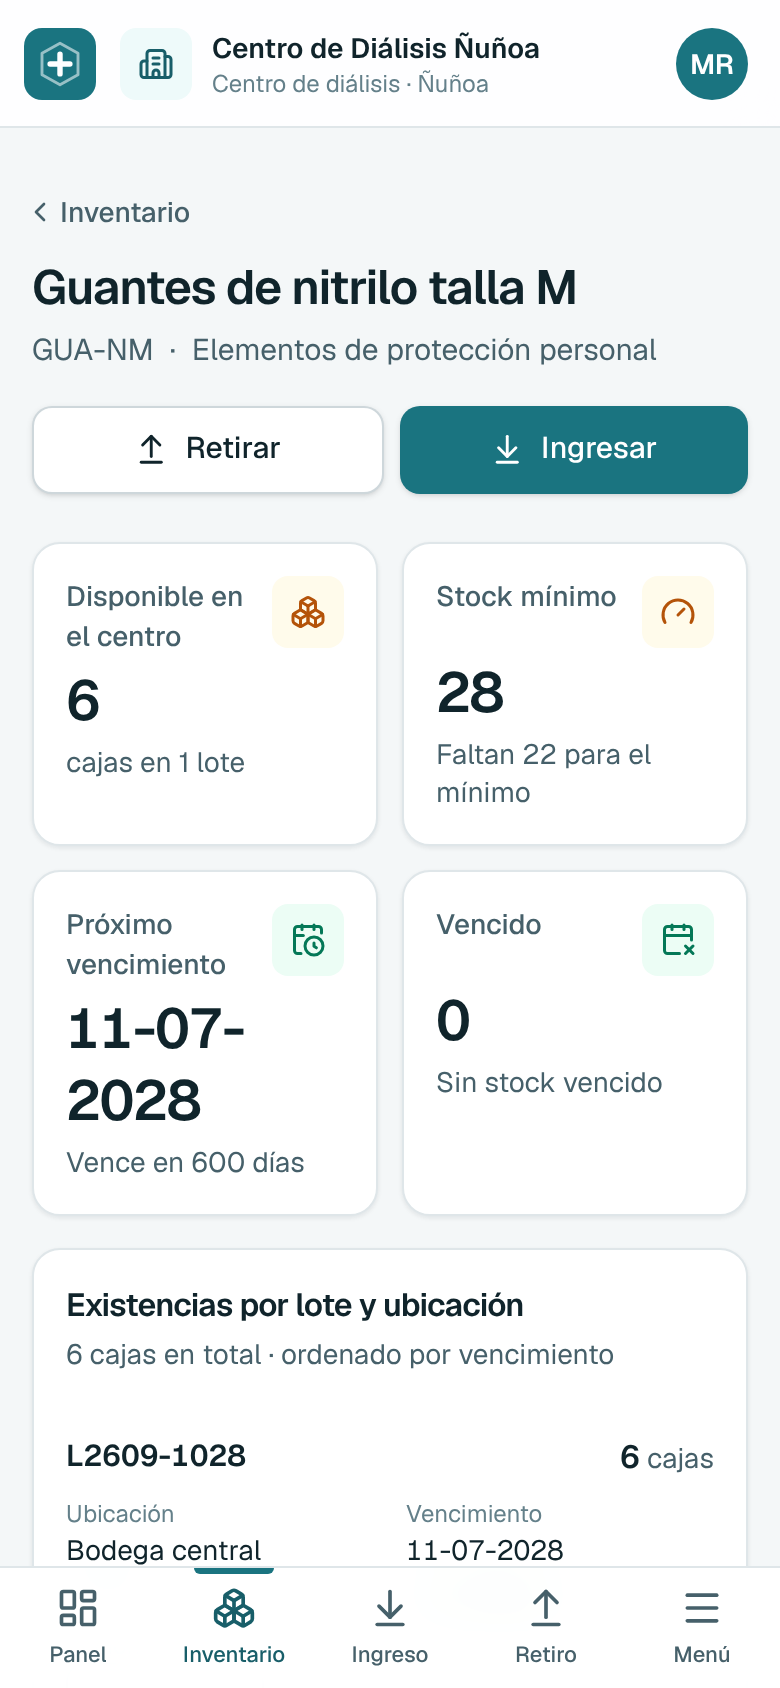 Centro de Diálisis Ñuñoa
Centro de diálisis · Ñuñoa
MR
Inventario
Guantes de nitrilo talla M
GUA-NM · Elementos de protección personal
Retirar
Ingresar
Disponible en
el centro
6
cajas en 1 lote
Stock mínimo
28
Faltan 22 para el
mínimo
Próximo
vencimiento
11-07-
2028
Vence en 600 días
Vencido
0
Sin stock vencido
Existencias por lote y ubicación
6 cajas en total · ordenado por vencimiento
L2609-1028
6 cajas
Ubicación
Vencimiento
Bodega central
11-07-2028
Panel
Inventario
Ingreso
Retiro
Menú